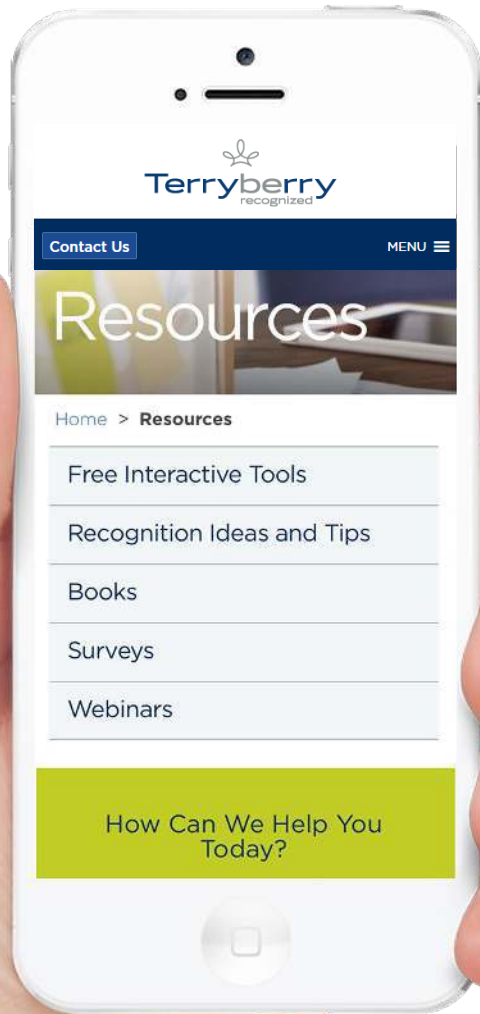 Terryberry
recognized
Contact Us
MENU
Resources
Home > Resources
Free Interactive Tools
Recognition Ideas and Tips
Books
Surveys
Webinars
How Can We Help You
Today?